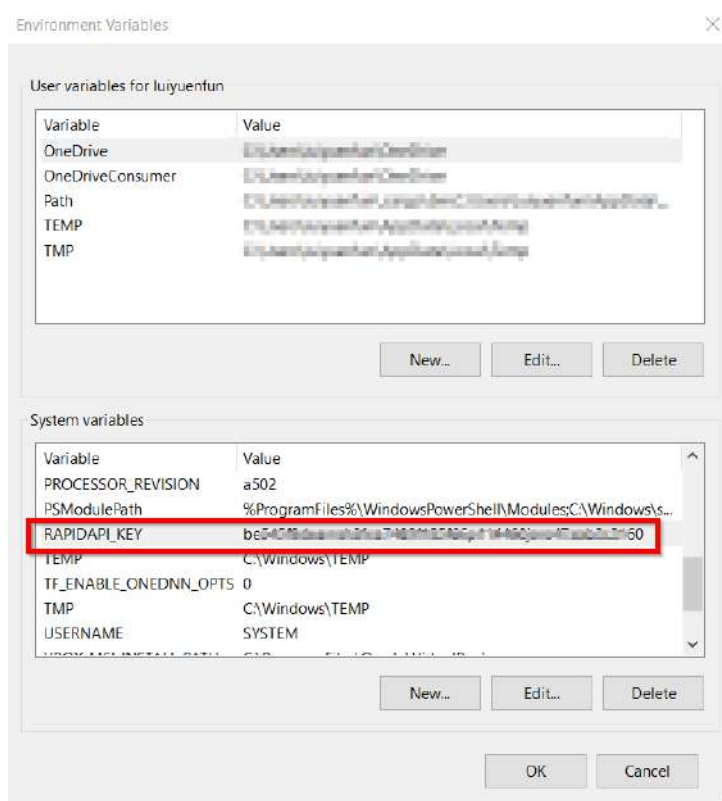 Environment Variables
User variables for luiyuenfun
Variable Value
OneDrive
OneDriveConsumer
Path
TEMP
TMP
New... Edit... Delete
System variables
Variable Value
PROCESSOR_REVISION a502
PSModulePath %ProgramFiles%\WindowsPowerShell\Modules;C:\Windows\s...
RAPIDAPI_KEY
TEMP C:\Windows\TEMP
TF_ENABLE_ONEDNN_OPTS 0
TMP C:\Windows\TEMP
USERNAME SYSTEM
New... Edit... Delete
OK Cancel